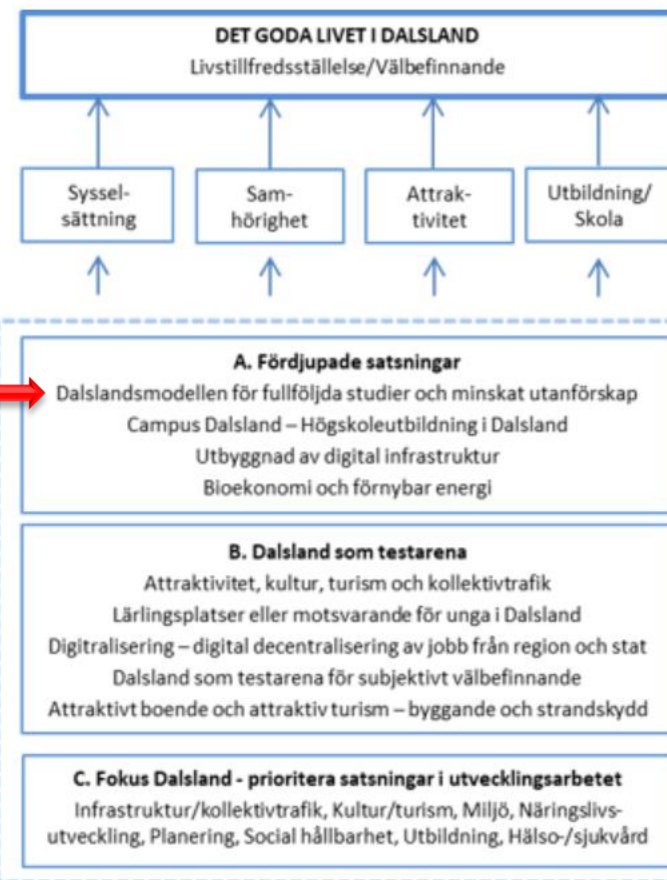 DET GODA LIVET I DALSLAND
Livstillfredsställelse/Välbefinnande
Syssel-
sättning
Sam-
hörighet
Attrak-
tivitet
Utbildning/
Skola
A. Fördjupade satsningar
Dalslandsmodellen för fullföljda studier och minskat utanförskap
Campus Dalsland – Högskoleutbildning i Dalsland
Utbyggnad av digital infrastruktur
Bioekonomi och förnybar energi
B. Dalsland som testarena
Attraktivitet, kultur, turism och kollektivtrafik
Lärlingsplatser eller motsvarande för unga i Dalsland
Digitralisering – digital decentralisering av jobb från region och stat
Dalsland som testarena för subjektivt välbefinnande
Attraktivt boende och attraktiv turism – byggande och strandskydd
C. Fokus Dalsland - prioritera satsningar i utvecklingsarbetet
Infrastruktur/kollektivtrafik, Kultur/turism, Miljö, Näringslivs-
utveckling, Planering, Social hållbarhet, Utbildning, Hälso-/sjukvård